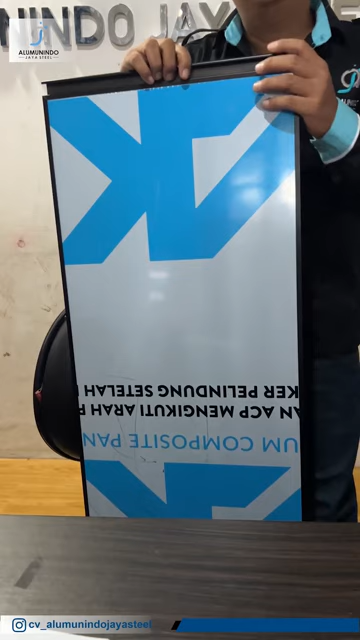 NINDO JAYA
ALUMUNINDO
JAYA STEEL
UM COMPOSITE PAN
AN ACP MENGIKUTI ARAH
KER PELINDUNG SETELAH
cv_alumunindojayasteel